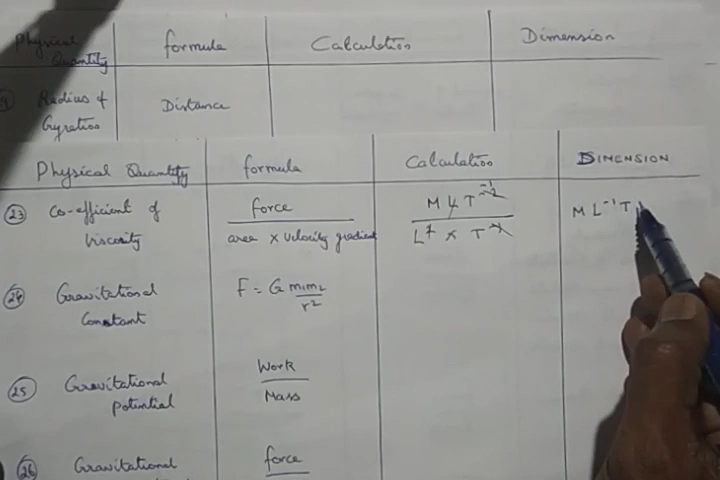 Physical Quantity formula Calculation Dimension
Radius of Gyration Distance
Physical Quantity formula Calculation DIMENSION
23 Co-efficient of Viscosity force / area × velocity gradient M L T⁻² / L² × T⁻¹ M L⁻¹ T
24 Gravitational Constant F = G m₁m₂ / r²
25 Gravitational potential Work / Mass
26 Gravitational force